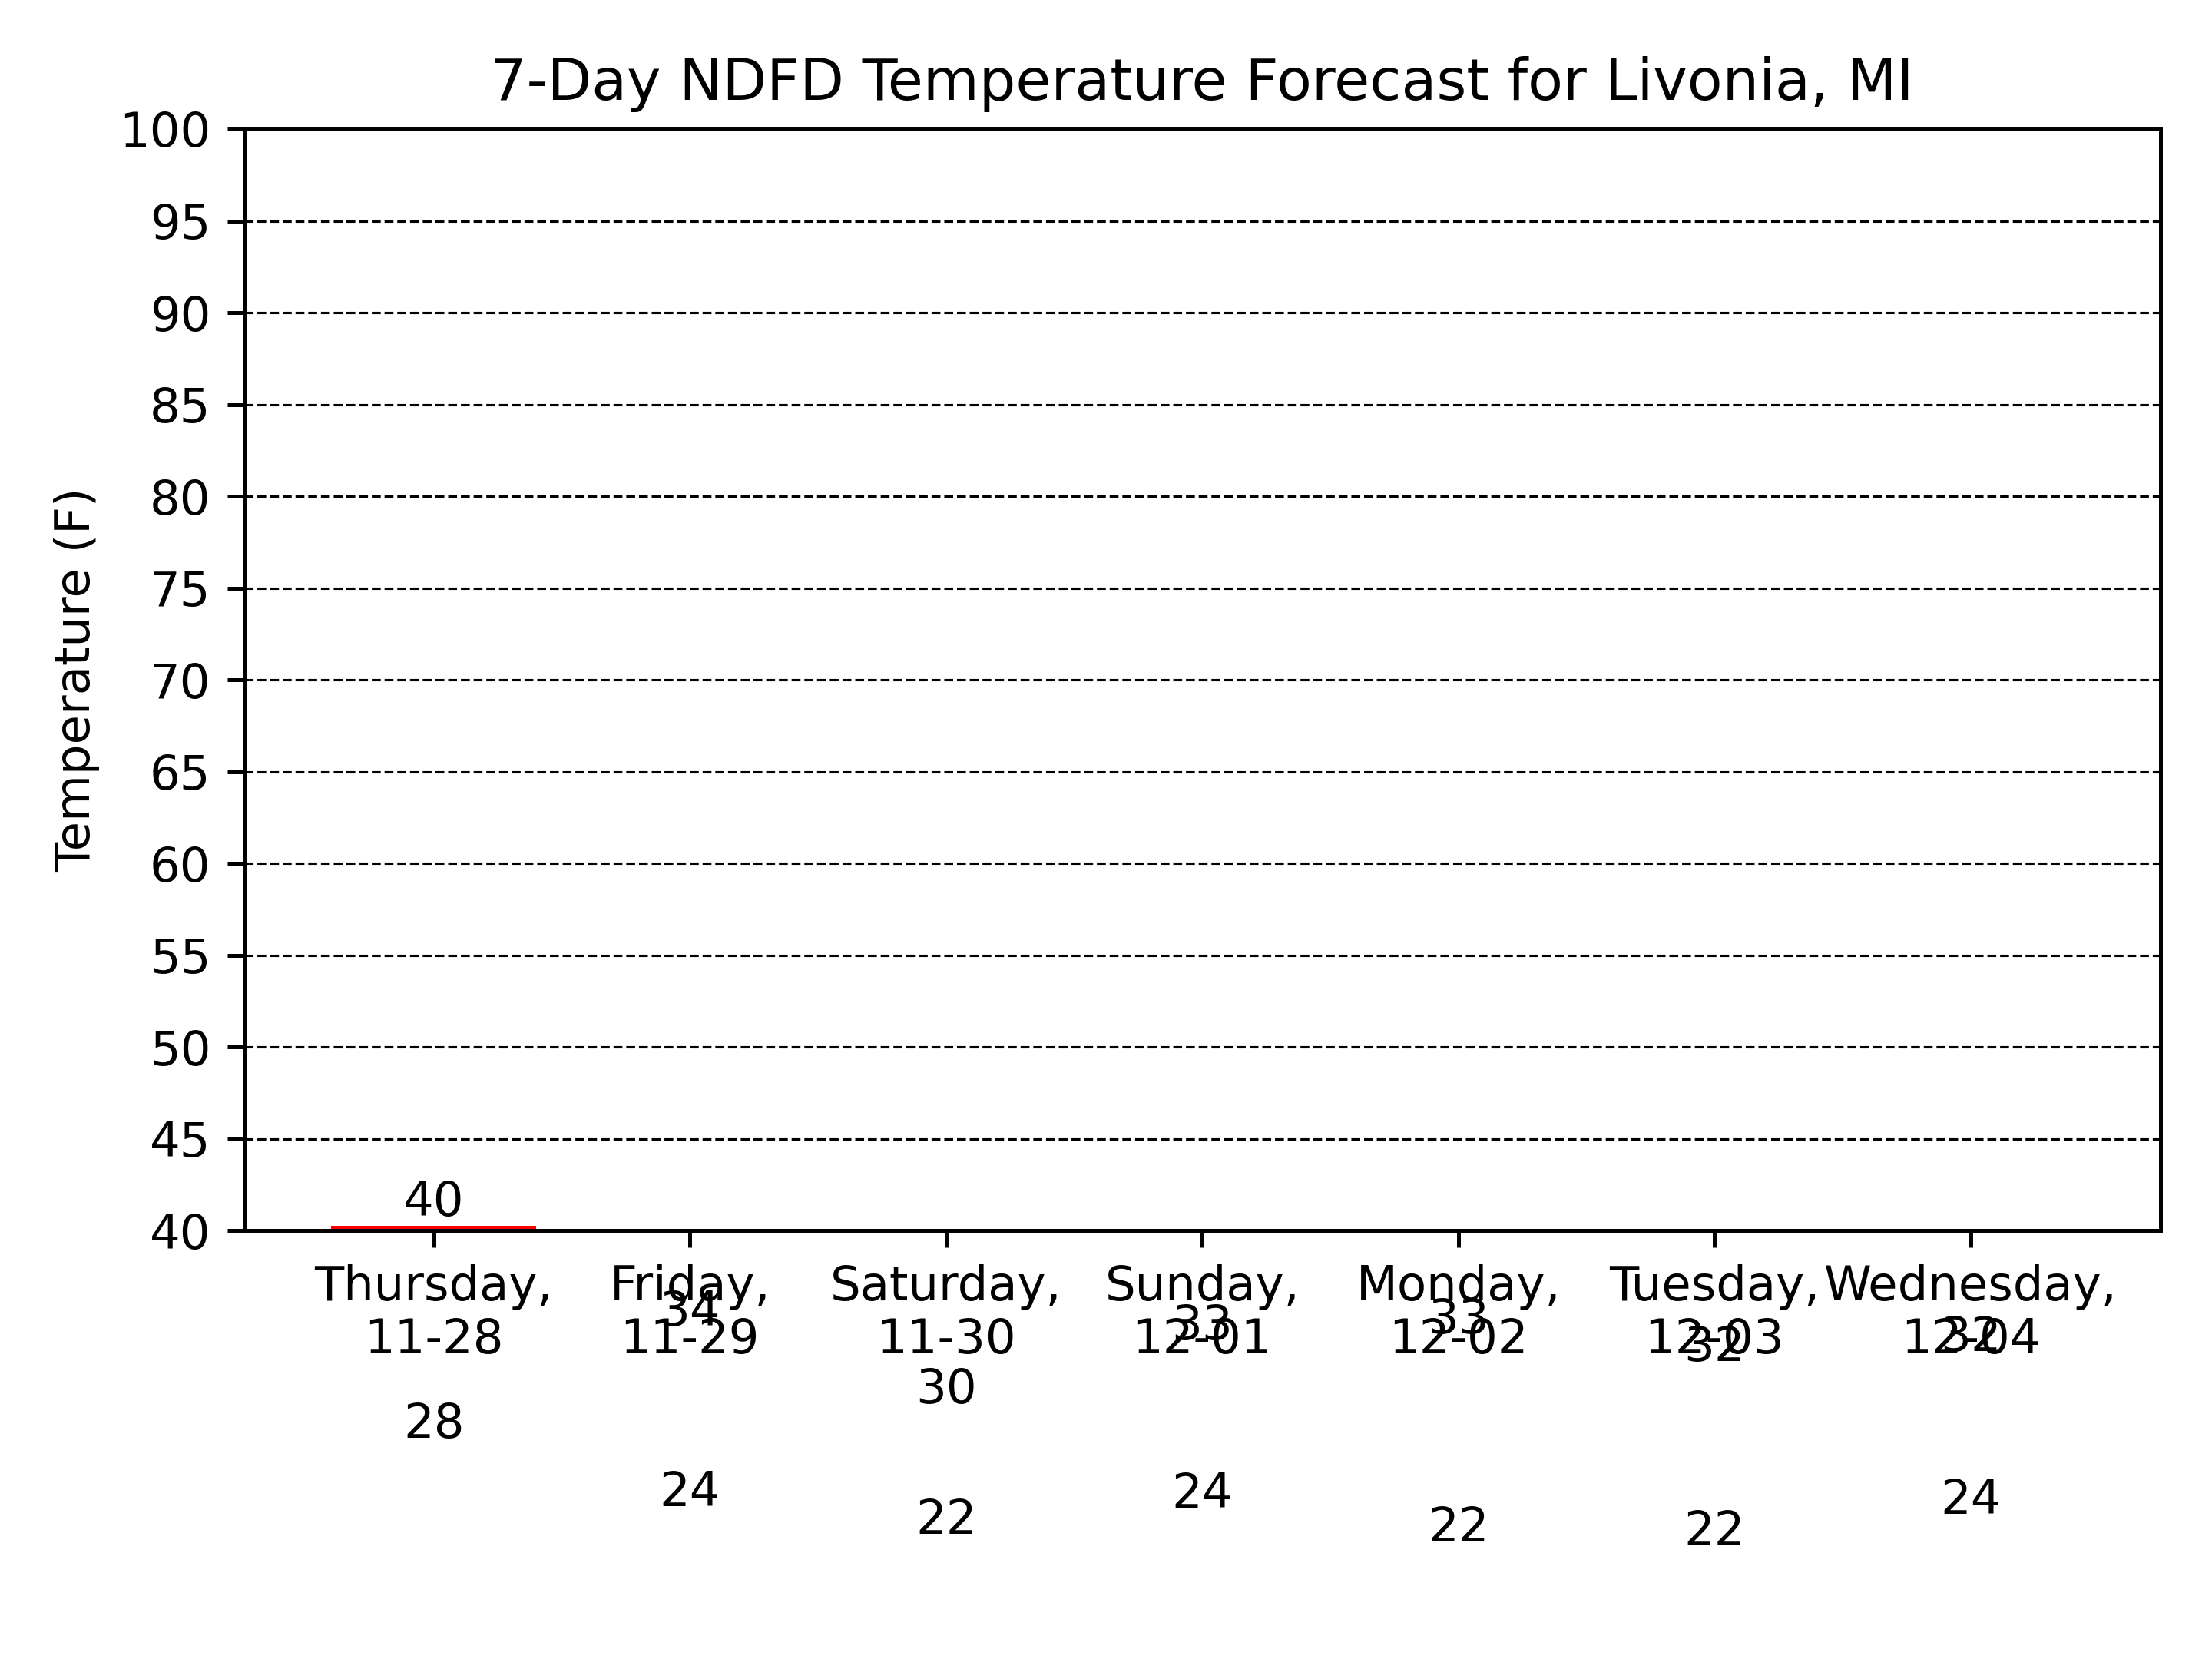 7-Day NDFD Temperature Forecast for Livonia, MI
100
95
90
85
80
75
70
65
60
55
50
45
40
Temperature (F)
40
Thursday, Friday, Saturday, Sunday, Monday, Tuesday, Wednesday,
11-28 11-29 11-30 12-01 12-02 12-03 12-04
34 33 33 32 32
30
28
24 24 24
22 22 22